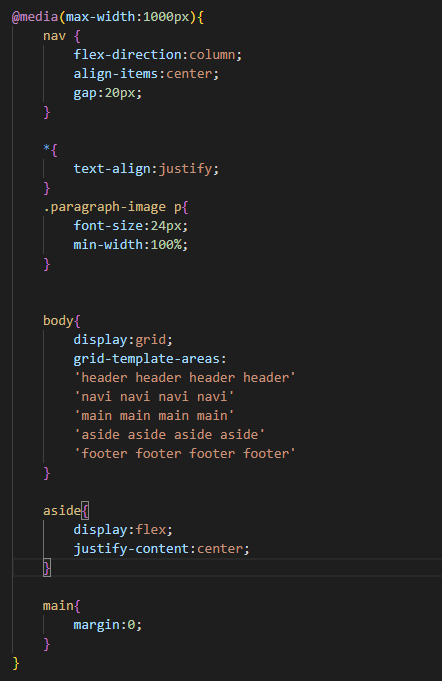 @media(max-width:1000px){
    nav {
        flex-direction:column;
        align-items:center;
        gap:20px;
    }

    *{
        text-align:justify;
    }
    .paragraph-image p{
        font-size:24px;
        min-width:100%;
    }


    body{
        display:grid;
        grid-template-areas:
        'header header header header'
        'navi navi navi navi'
        'main main main main'
        'aside aside aside aside'
        'footer footer footer footer'
    }

    aside{
        display:flex;
        justify-content:center;
    }

    main{
        margin:0;
    }
}